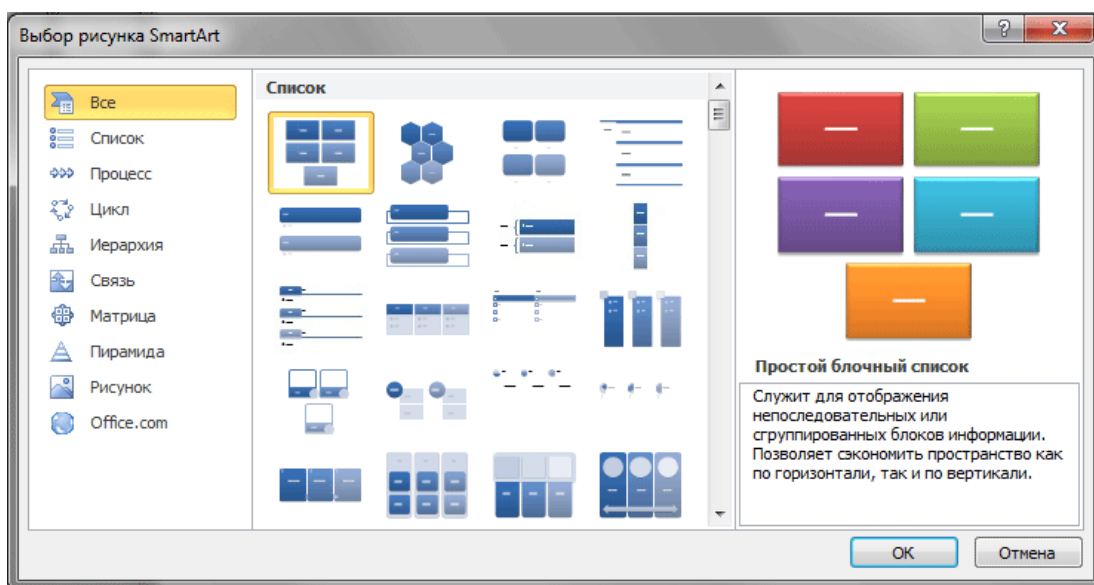 Выбор рисунка SmartArt
Все
Список
Процесс
Цикл
Иерархия
Связь
Матрица
Пирамида
Рисунок
Office.com
Список
Простой блочный список
Служит для отображения
непоследовательных или
сгруппированных блоков информации.
Позволяет сэкономить пространство как
по горизонтали, так и по вертикали.
ОК
Отмена